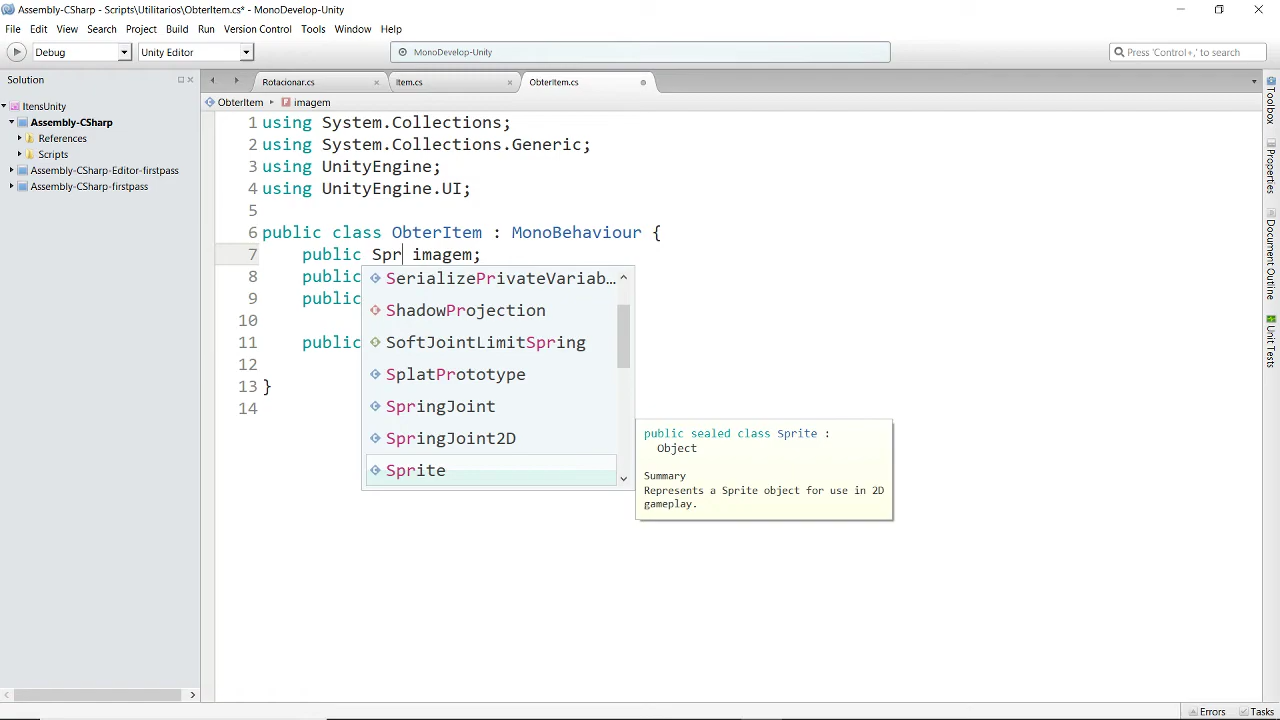 Assembly-CSharp - Scripts\Utilitarios\ObterItem.cs* - MonoDevelop-Unity
File Edit View Search Project Build Run Version Control Tools Window Help
Debug Unity Editor MonoDevelop-Unity Press 'Control+,' to search
Solution
Rotacionar.cs Item.cs ObterItem.cs
ObterItem imagem
ItensUnity
Assembly-CSharp
References
Scripts
Assembly-CSharp-Editor-firstpass
Assembly-CSharp-firstpass
1 using System.Collections;
2 using System.Collections.Generic;
3 using UnityEngine;
4 using UnityEngine.UI;
5
6 public class ObterItem : MonoBehaviour {
7 public Spr imagem;
8 public
9 public
10
11 public
12
13 }
14
SerializePrivateVariab...
ShadowProjection
SoftJointLimitSpring
SplatPrototype
SpringJoint
SpringJoint2D
Sprite
public sealed class Sprite :
Object
Summary
Represents a Sprite object for use in 2D
gameplay.
Toolbox
Properties
Document Outline
Unit Tests
Errors Tasks